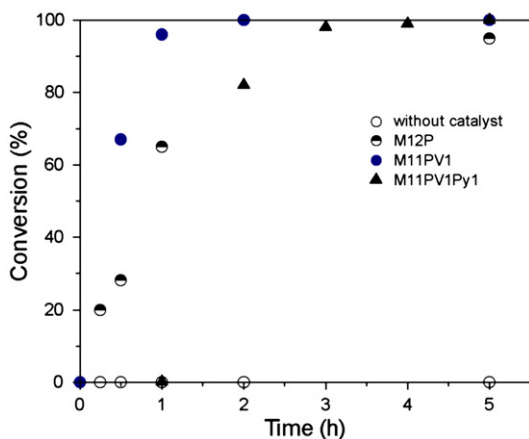 100
80
60
40
20
0
Conversion (%)
without catalyst
M12P
M11PV1
M11PV1Py1
0 1 2 3 4 5
Time (h)